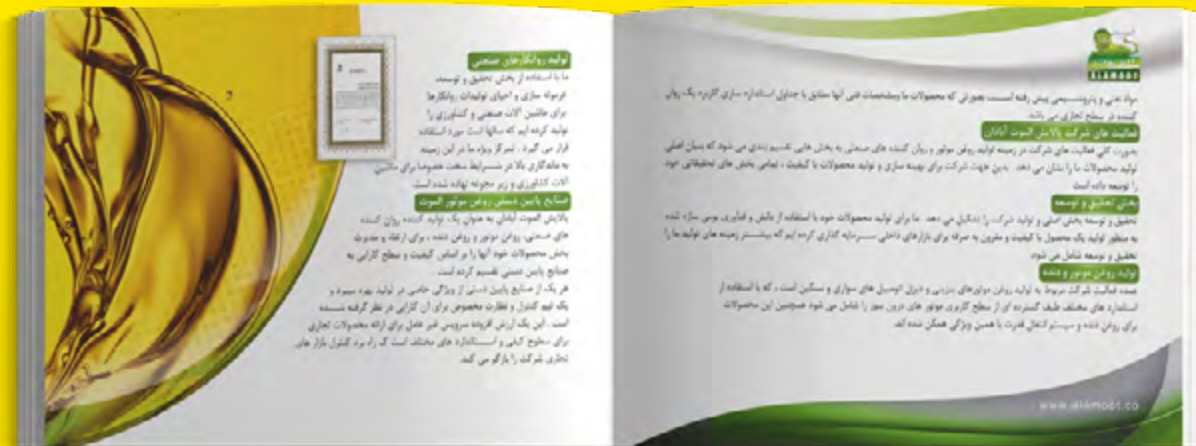 ALAMOOT
مواد نفتی و پتروشیمی پیش رفته است بصورتی که محصولات ما ومشخصات فنی آنها مطابق با جداول استاندارد سازی کاربرد یک روان
کننده در سطح تجاری می باشد.
فعالیت های شرکت پالایش الموت آبادان
بصورت کلی فعالیت های شرکت در زمینه تولید روغن موتور و روان کننده های صنعتی به بخش هایی تقسیم بندی می شود که بنیان اصلی
تولید محصولات ما را نشان می دهد. بدین جهت شرکت برای بهینه سازی و تولید محصولات با کیفیت ، تمامی بخش های تحقیقاتی خود
را توسعه داده است
بخش تحقیق و توسعه
تحقیق و توسعه بخش اصلی و تولید شرکت را تشکیل می دهد. ما برای تولید محصولات خود با استفاده از دانش و فناوری بومی سازه شده
به منظور تولید یک محصول با کیفیت و مقرون به صرفه برای بازارهای داخلی سرمایه گذاری کرده ایم که بیشتر زمینه های تولید ما را
تحقیق و توسعه شامل می شود.
تولید روغن موتور و دنده
عمده فعالیت شرکت مربوط به تولید روغن موتورهای بنزینی و دیزل اتومبیل های سواری و سنگین است ، که با استفاده از
استاندارد های مختلف طیف گسترده ای از سطح کاربری موتور های درون سوز را شامل می شود همچنین این محصولات
برای روغن دنده و سیستم انتقال قدرت با همین ویژگی همگن شده اند.
www.alamoot.co
تولید روانکارهای صنعتی
ما با استفاده از بخش تحقیق و توسعه،
فرموله سازی و احیای تولیدات روانکارها
برای ماشین آلات صنعتی و کشاورزی را
تولید کرده ایم که سالها است مورد استفاده
قرار می گیرد . تمرکز ویژه ما در این زمینه
به ماندگاری بالا در شرایط سخت خصوصا برای ماشین
آلات کشاورزی و زیر مجموعه نهاده شده است.
صنایع پایین دستی روغن موتور الموت
پالایش الموت آبادان به عنوان یک تولید کننده روان کننده
های صنعتی، روغن موتور و روغن دنده ، برای ارتقاء و مدیریت
بخش محصولات خود آنها را بر اساس کیفیت و سطح کارایی به
صنایع پایین دستی تقسیم کرده است.
هر یک از صنایع پایین دستی از ویژگی خاصی در تولید بهره میبرد و
یک تیم کنترل و نظارت مخصوص برای آن کارایی در نظر گرفته شده
است . این یک ارزش افزوده سرویس غیر عامل برای ارائه محصولات تجاری
برای سطوح کیفی و استاندارد های مختلف است که راه برد کنترل بازار های
تجاری شرکت را بازگو می کند.